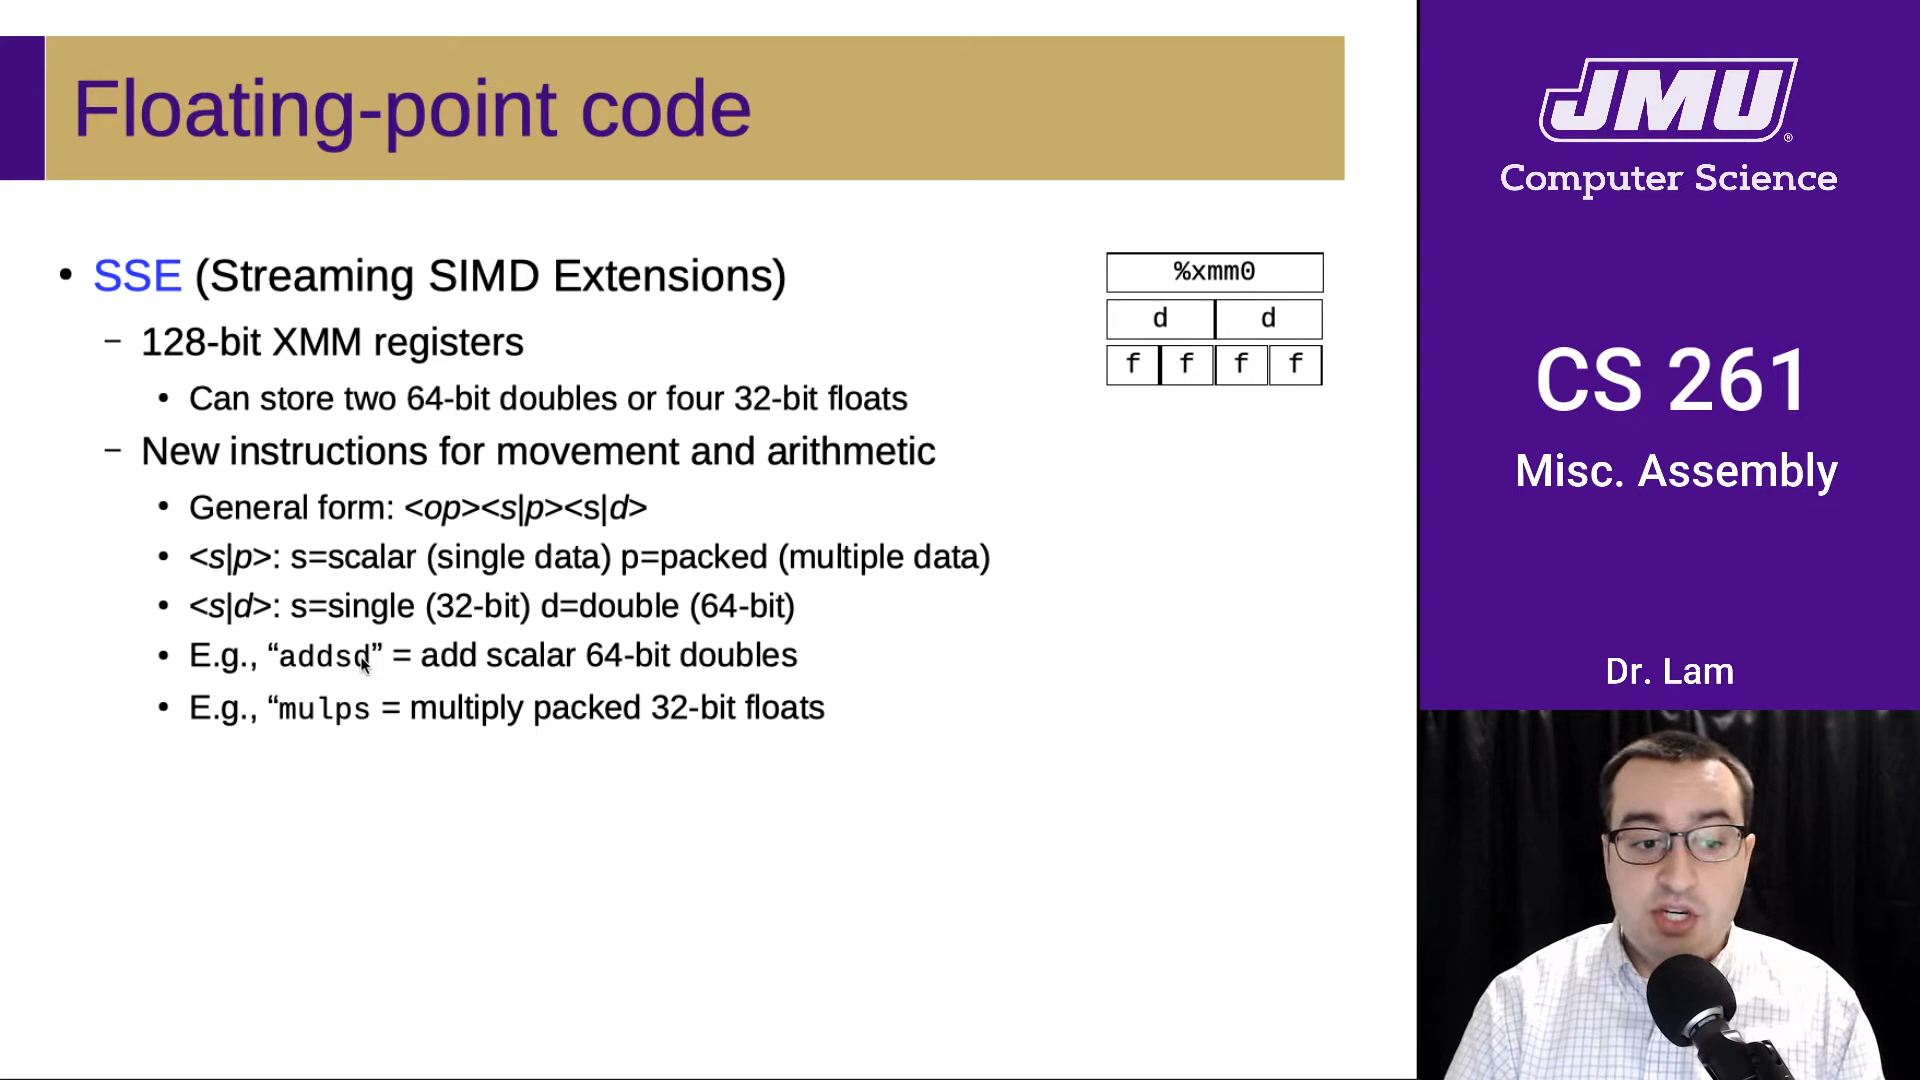 Floating-point code
• SSE (Streaming SIMD Extensions)
– 128-bit XMM registers
• Can store two 64-bit doubles or four 32-bit floats
– New instructions for movement and arithmetic
• General form: <op><s|p><s|d>
• <s|p>: s=scalar (single data) p=packed (multiple data)
• <s|d>: s=single (32-bit) d=double (64-bit)
• E.g., “addsd” = add scalar 64-bit doubles
• E.g., “mulps = multiply packed 32-bit floats
%xmm0
d d
f f f f
JMU®
Computer Science
CS 261
Misc. Assembly
Dr. Lam